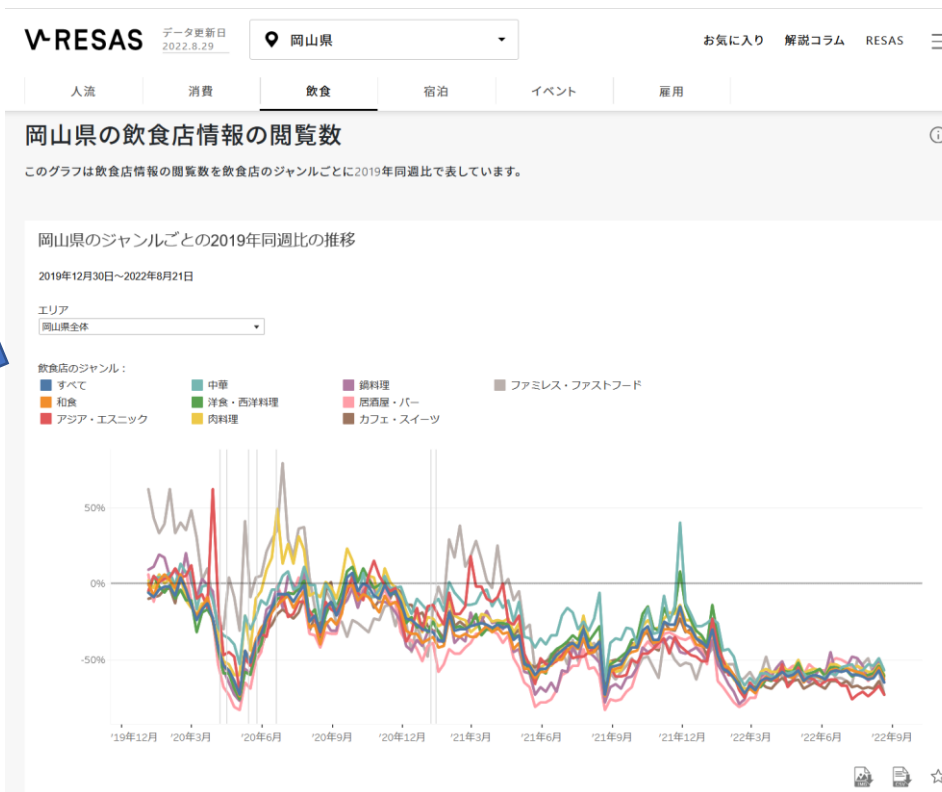 V-RESAS
データ更新日
2022.8.29
岡山県
お気に入り 解説コラム RESAS
人流 消費 飲食 宿泊 イベント 雇用
岡山県の飲食店情報の閲覧数
このグラフは飲食店情報の閲覧数を飲食店のジャンルごとに2019年同週比で表しています。
岡山県のジャンルごとの2019年同週比の推移
2019年12月30日～2022年8月21日
エリア
岡山県全体
飲食店のジャンル：
すべて 中華 鍋料理 ファミレス・ファストフード
和食 洋食・西洋料理 居酒屋・バー
アジア・エスニック 肉料理 カフェ・スイーツ
50%
0%
-50%
'19年12月 '20年3月 '20年6月 '20年9月 '20年12月 '21年3月 '21年6月 '21年9月 '21年12月 '22年3月 '22年6月 '22年9月